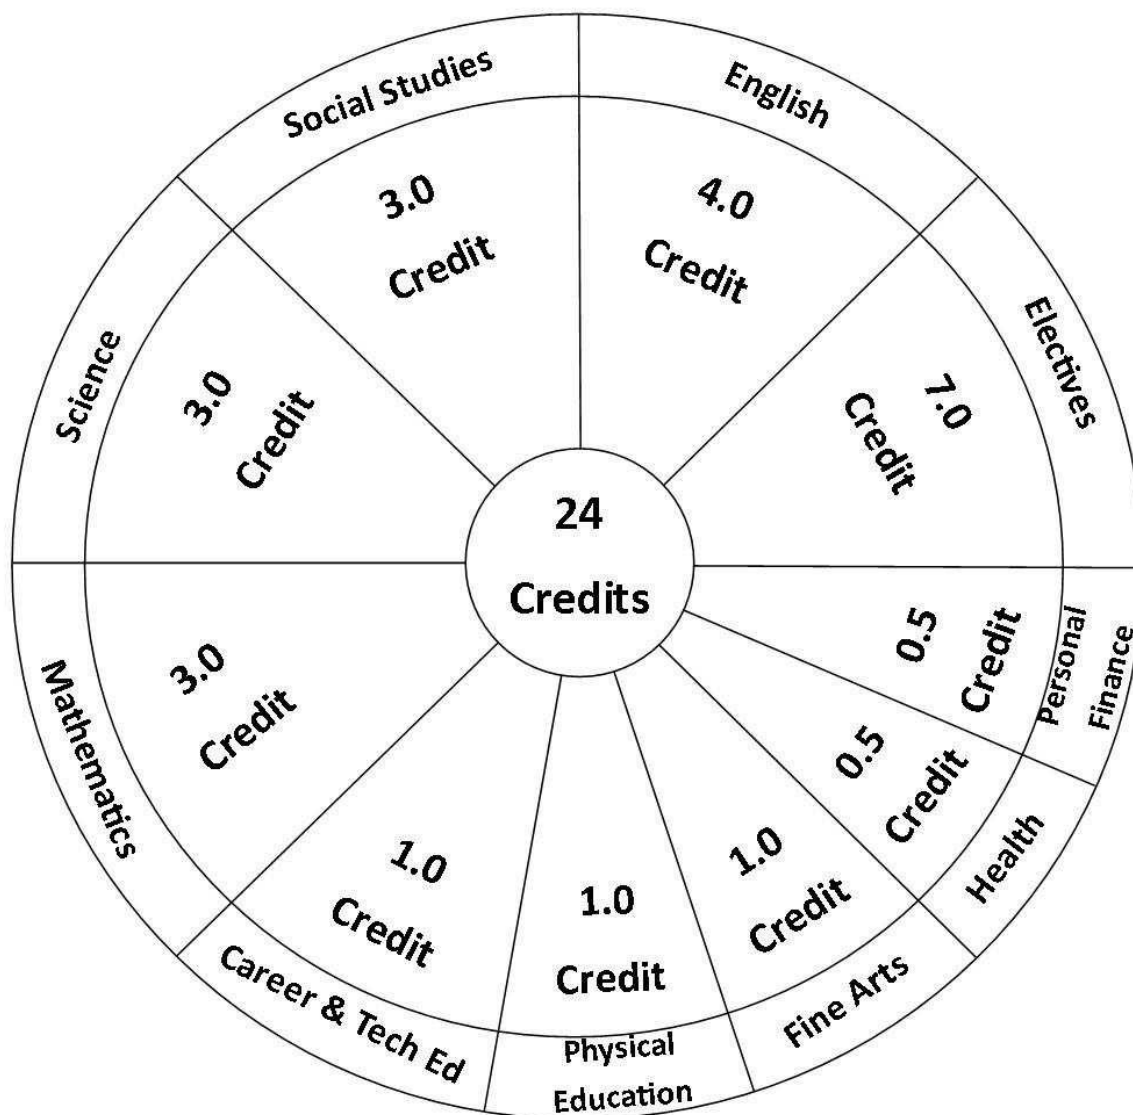 Social Studies
3.0
Credit
English
4.0
Credit
Electives
7.0
Credit
Personal
Finance
0.5
Credit
Health
0.5
Credit
Fine Arts
1.0
Credit
Physical
Education
1.0
Credit
Career & Tech Ed
1.0
Credit
Mathematics
3.0
Credit
Science
3.0
Credit
24
Credits